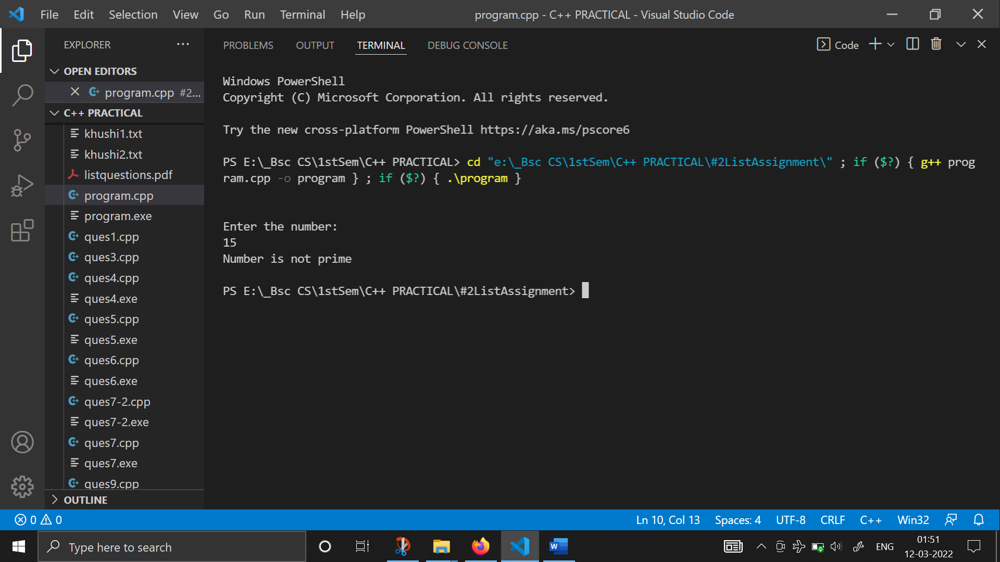 File Edit Selection View Go Run Terminal Help program.cpp - C++ PRACTICAL - Visual Studio Code
EXPLORER ···
OPEN EDITORS
program.cpp #2...
C++ PRACTICAL
khushi1.txt
khushi2.txt
listquestions.pdf
program.cpp
program.exe
ques1.cpp
ques3.cpp
ques4.cpp
ques4.exe
ques5.cpp
ques5.exe
ques6.cpp
ques6.exe
ques7-2.cpp
ques7-2.exe
ques7.cpp
ques7.exe
ques9.cpp
OUTLINE
PROBLEMS OUTPUT TERMINAL DEBUG CONSOLE Code
Windows PowerShell
Copyright (C) Microsoft Corporation. All rights reserved.
Try the new cross-platform PowerShell https://aka.ms/pscore6
PS E:\_Bsc CS\1stSem\C++ PRACTICAL> cd "e:\_Bsc CS\1stSem\C++ PRACTICAL\#2ListAssignment\" ; if ($?) { g++ prog
ram.cpp -o program } ; if ($?) { .\program }
Enter the number:
15
Number is not prime
PS E:\_Bsc CS\1stSem\C++ PRACTICAL\#2ListAssignment>
0 0 Ln 10, Col 13 Spaces: 4 UTF-8 CRLF C++ Win32
Type here to search W ENG 01:51
12-03-2022